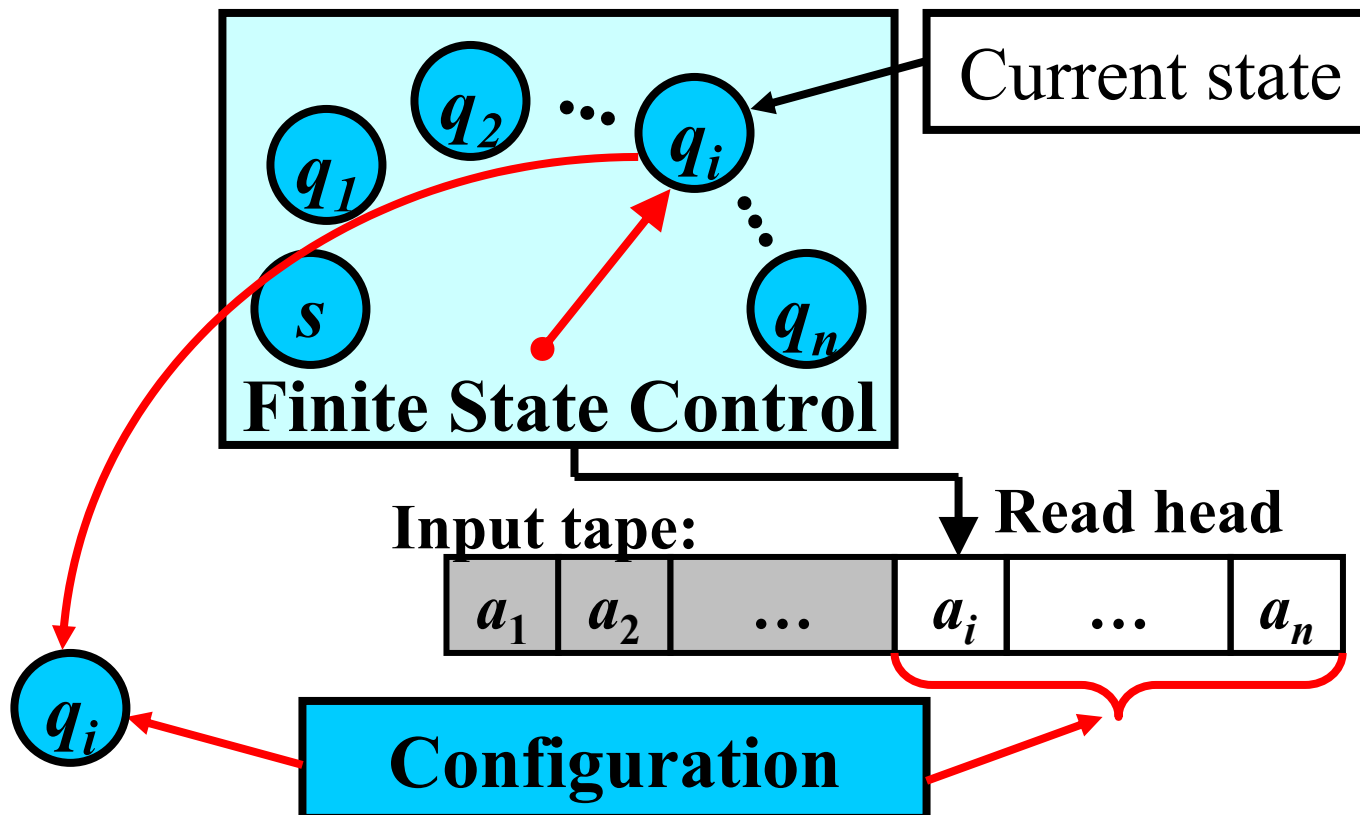 Current state
q₂
•••
qᵢ
q₁
•••
s
qₙ
Finite State Control
Read head
Input tape:
a₁ a₂ … aᵢ … aₙ
qᵢ
Configuration